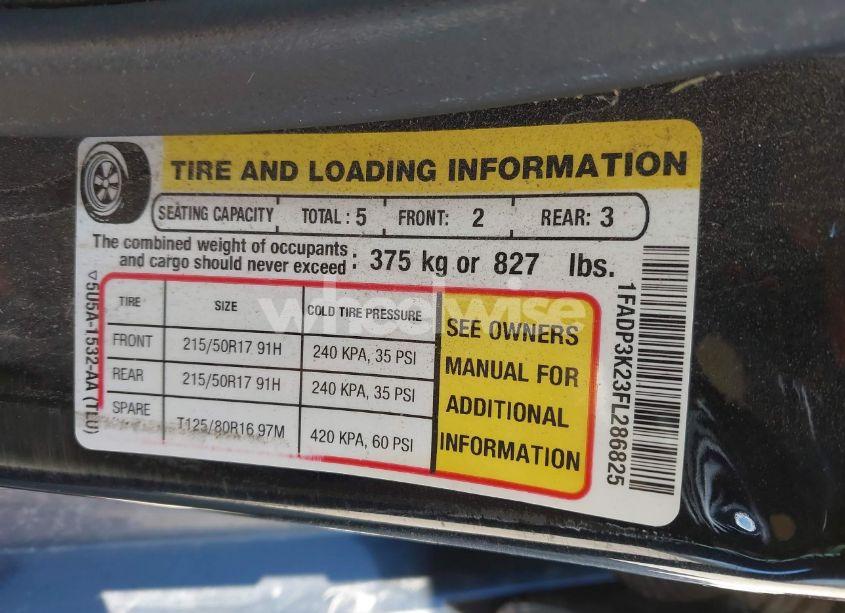 TIRE AND LOADING INFORMATION
SEATING CAPACITY TOTAL : 5 FRONT: 2 REAR: 3
The combined weight of occupants and cargo should never exceed : 375 kg or 827 lbs.
TIRE SIZE COLD TIRE PRESSURE
FRONT 215/50R17 91H 240 KPA, 35 PSI
REAR 215/50R17 91H 240 KPA, 35 PSI
SPARE T125/80R16 97M 420 KPA, 60 PSI
SEE OWNERS
MANUAL FOR
ADDITIONAL
INFORMATION
5U5A-1532-AA (TLU)
1FADP3K23FL286825
wheelwise